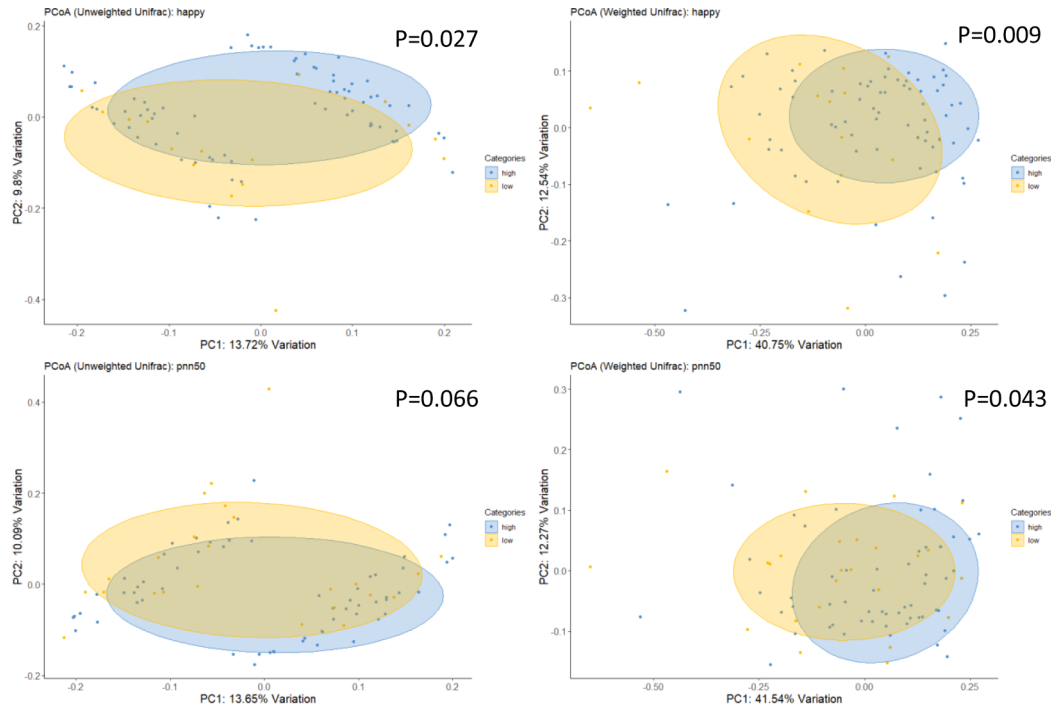 PCoA (Unweighted Unifrac): happy
P=0.027
0.2
0.0
-0.2
-0.4
PC2: 9.8% Variation
-0.2
-0.1
0.0
0.1
0.2
PC1: 13.72% Variation
Categories
high
low
PCoA (Weighted Unifrac): happy
P=0.009
0.1
0.0
-0.1
-0.2
-0.3
PC2: 12.54% Variation
-0.50
-0.25
0.00
0.25
PC1: 40.75% Variation
Categories
high
low
PCoA (Unweighted Unifrac): pnn50
P=0.066
0.4
0.2
0.0
-0.2
PC2: 10.09% Variation
-0.2
-0.1
0.0
0.1
0.2
PC1: 13.65% Variation
Categories
high
low
PCoA (Weighted Unifrac): pnn50
P=0.043
0.3
0.2
0.1
0.0
-0.1
PC2: 12.27% Variation
-0.50
-0.25
0.00
0.25
PC1: 41.54% Variation
Categories
high
low